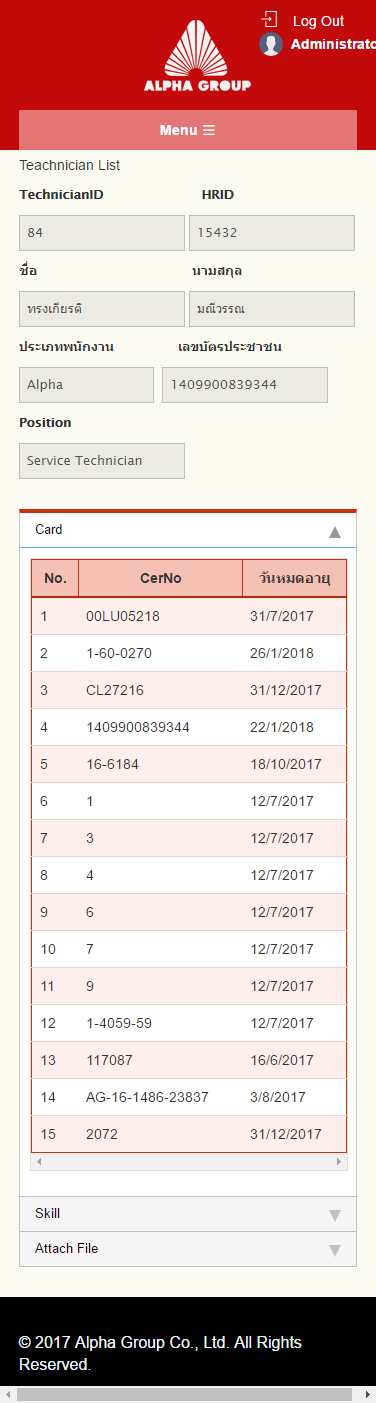 Log Out
ALPHA GROUP
Administrato
Menu ☰
Teachnician List
TechnicianID HRID
84 15432
ชื่อ นามสกุล
ทรงเกียรติ มณีวรรณ
ประเภทพนักงาน เลขบัตรประชาชน
Alpha 1409900839344
Position
Service Technician
Card
No. CerNo วันหมดอายุ
1 00LU05218 31/7/2017
2 1-60-0270 26/1/2018
3 CL27216 31/12/2017
4 1409900839344 22/1/2018
5 16-6184 18/10/2017
6 1 12/7/2017
7 3 12/7/2017
8 4 12/7/2017
9 6 12/7/2017
10 7 12/7/2017
11 9 12/7/2017
12 1-4059-59 12/7/2017
13 117087 16/6/2017
14 AG-16-1486-23837 3/8/2017
15 2072 31/12/2017
Skill
Attach File
© 2017 Alpha Group Co., Ltd. All Rights
Reserved.